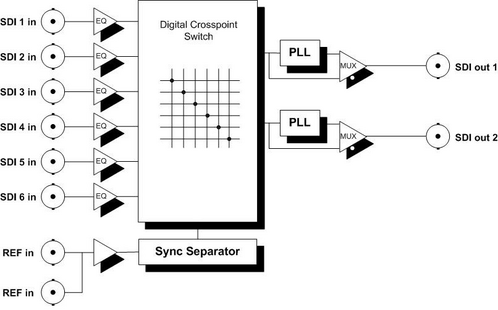 SDI 1 in
EQ
Digital Crosspoint
Switch
SDI 2 in
EQ
PLL
MUX
SDI out 1
SDI 3 in
EQ
SDI 4 in
EQ
PLL
MUX
SDI out 2
SDI 5 in
EQ
SDI 6 in
EQ
REF in
Sync Separator
REF in